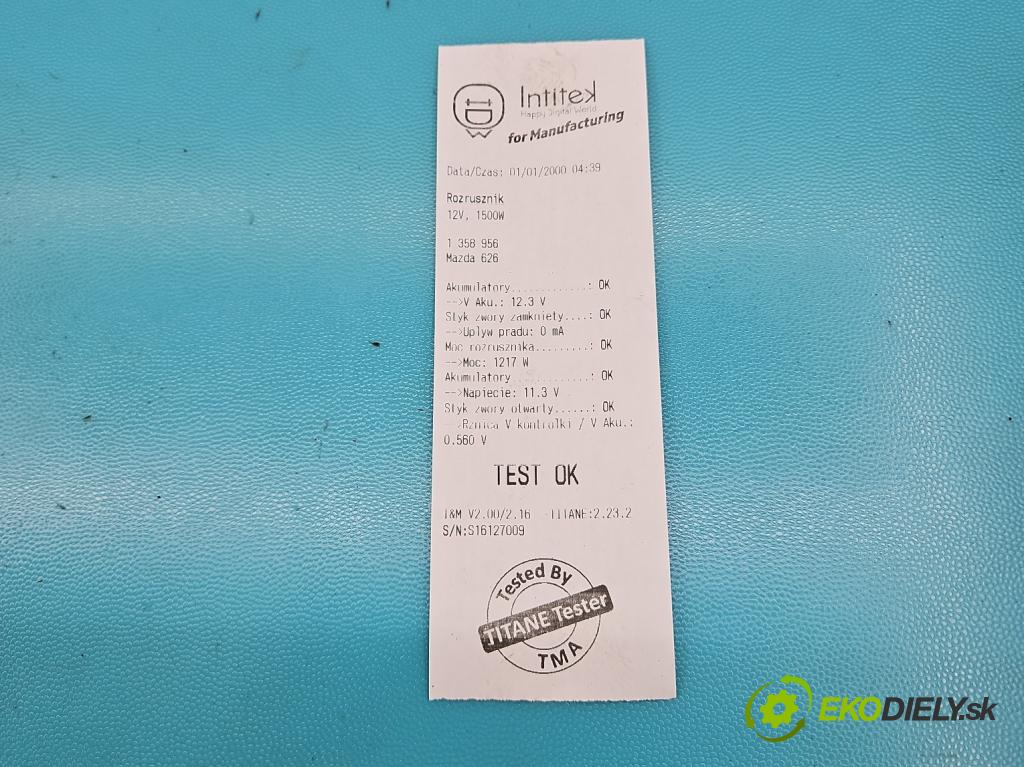 Intitek
Happy Digital World
for Manufacturing
Data/Czas: 01/01/2000 04:39
Rozrusznik
12V, 1500W
1 358 956
Mazda 626
Akumulatory.............: OK
-->V Aku.: 12.3 V
Styk zwory zamkniety....: OK
-->Uplyw pradu: 0 mA
Moc rozrusznika.........: OK
-->Moc: 1217 W
Akumulatory.............: OK
-->Napiecie: 11.3 V
Styk zwory otwarty......: OK
-->Rznica V kontrolki / V Aku.:
0.560 V
TEST OK
T&M V2.00/2.16 TITANE:2.23.2
S/N:S16127009
Tested By
TITANE Tester
TMA
EKODIELY.sk